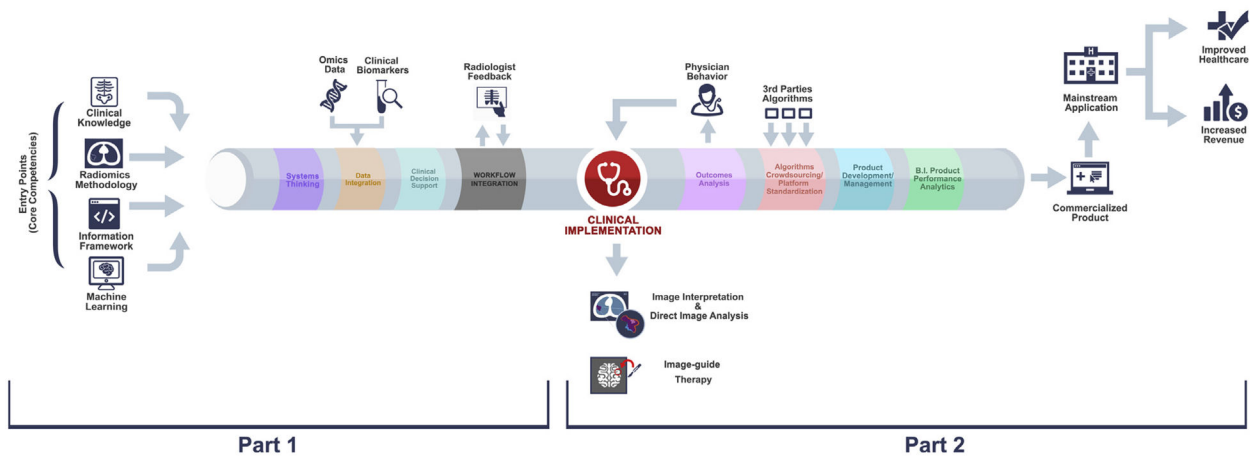 Entry Points
(Core Competencies)
Clinical
Knowledge
Radiomics
Methodology
Information
Framework
Machine
Learning
Omics
Data
Clinical
Biomarkers
Radiologist
Feedback
Systems
Thinking
Data
Integration
Clinical
Decision
Support
WORKFLOW
INTEGRATION
CLINICAL
IMPLEMENTATION
Image Interpretation
&
Direct Image Analysis
Image-guide
Therapy
Physician
Behavior
3rd Parties
Algorithms
Outcomes
Analysis
Algorithms
Crowdsourcing/
Platform
Standardization
Product
Development/
Management
B.I. Product
Performance
Analytics
Commercialized
Product
H
Mainstream
Application
Improved
Healthcare
Increased
Revenue
Part 1
Part 2